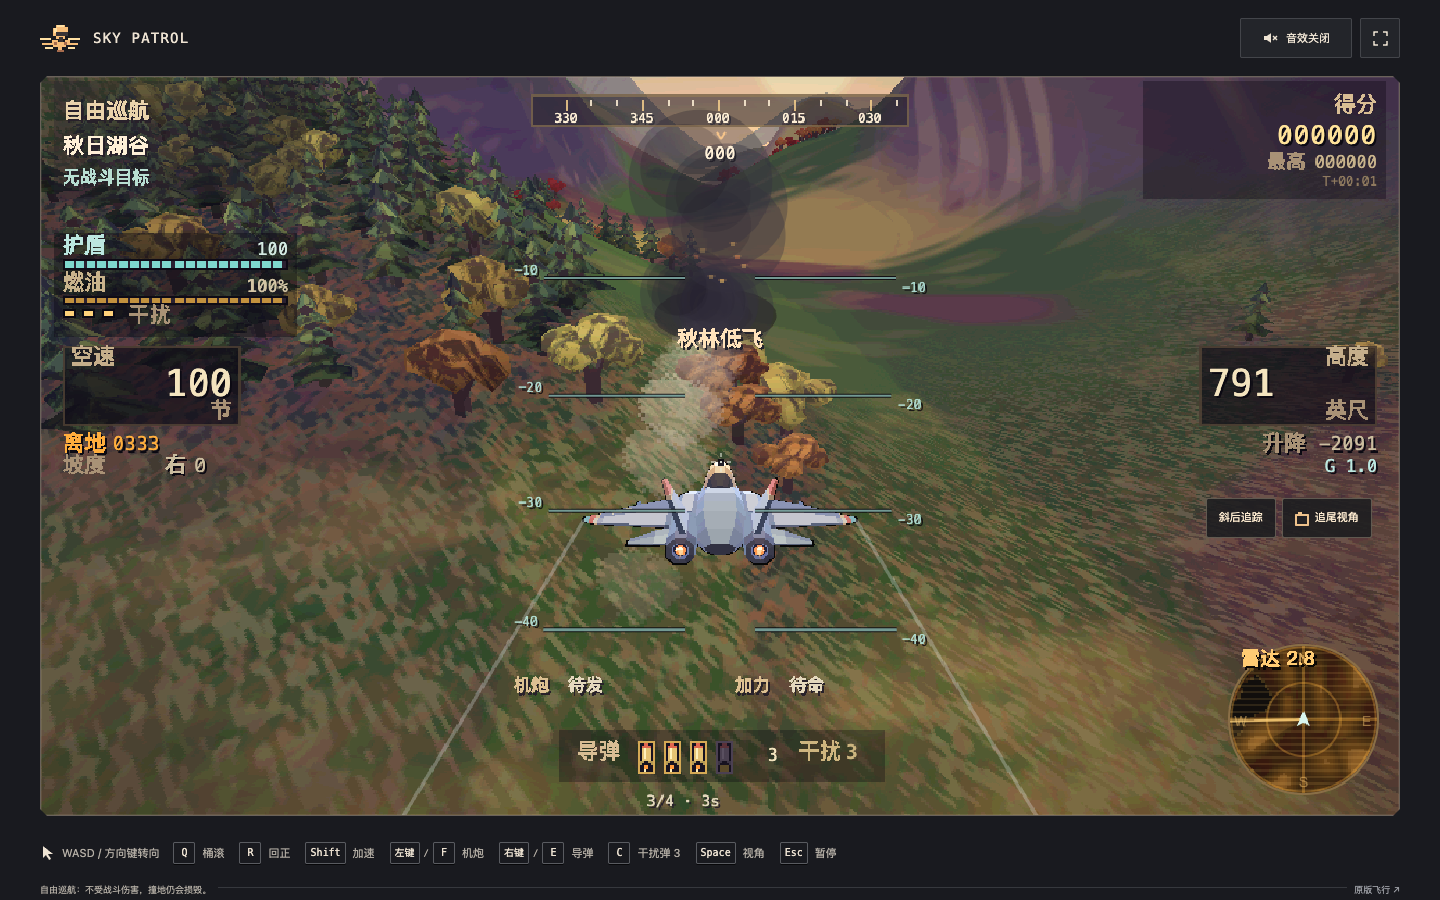 SKY PATROL
音效关闭
自由巡航
秋日湖谷
无战斗目标
330 345 000 015 030
000
得分
000000
最高 000000
T+00:01
护盾 100
燃油 100%
干扰
空速
100
节
离地 0333
坡度 右 0
-10 -10
秋林低飞
-20 -20
-30 -30
-40 -40
高度
791
英尺
升降 -2091
G 1.0
斜后追踪
追尾视角
雷达 2.8
W E
S
机炮 待发 加力 待命
导弹 3 干扰 3
3/4 · 3s
WASD / 方向键转向 Q 桶滚 R 回正 Shift 加速 左键 / F 机炮 右键 / E 导弹 C 干扰弹 3 Space 视角 Esc 暂停
自由巡航：不受战斗伤害，撞地仍会损毁。
原版飞行 ↗